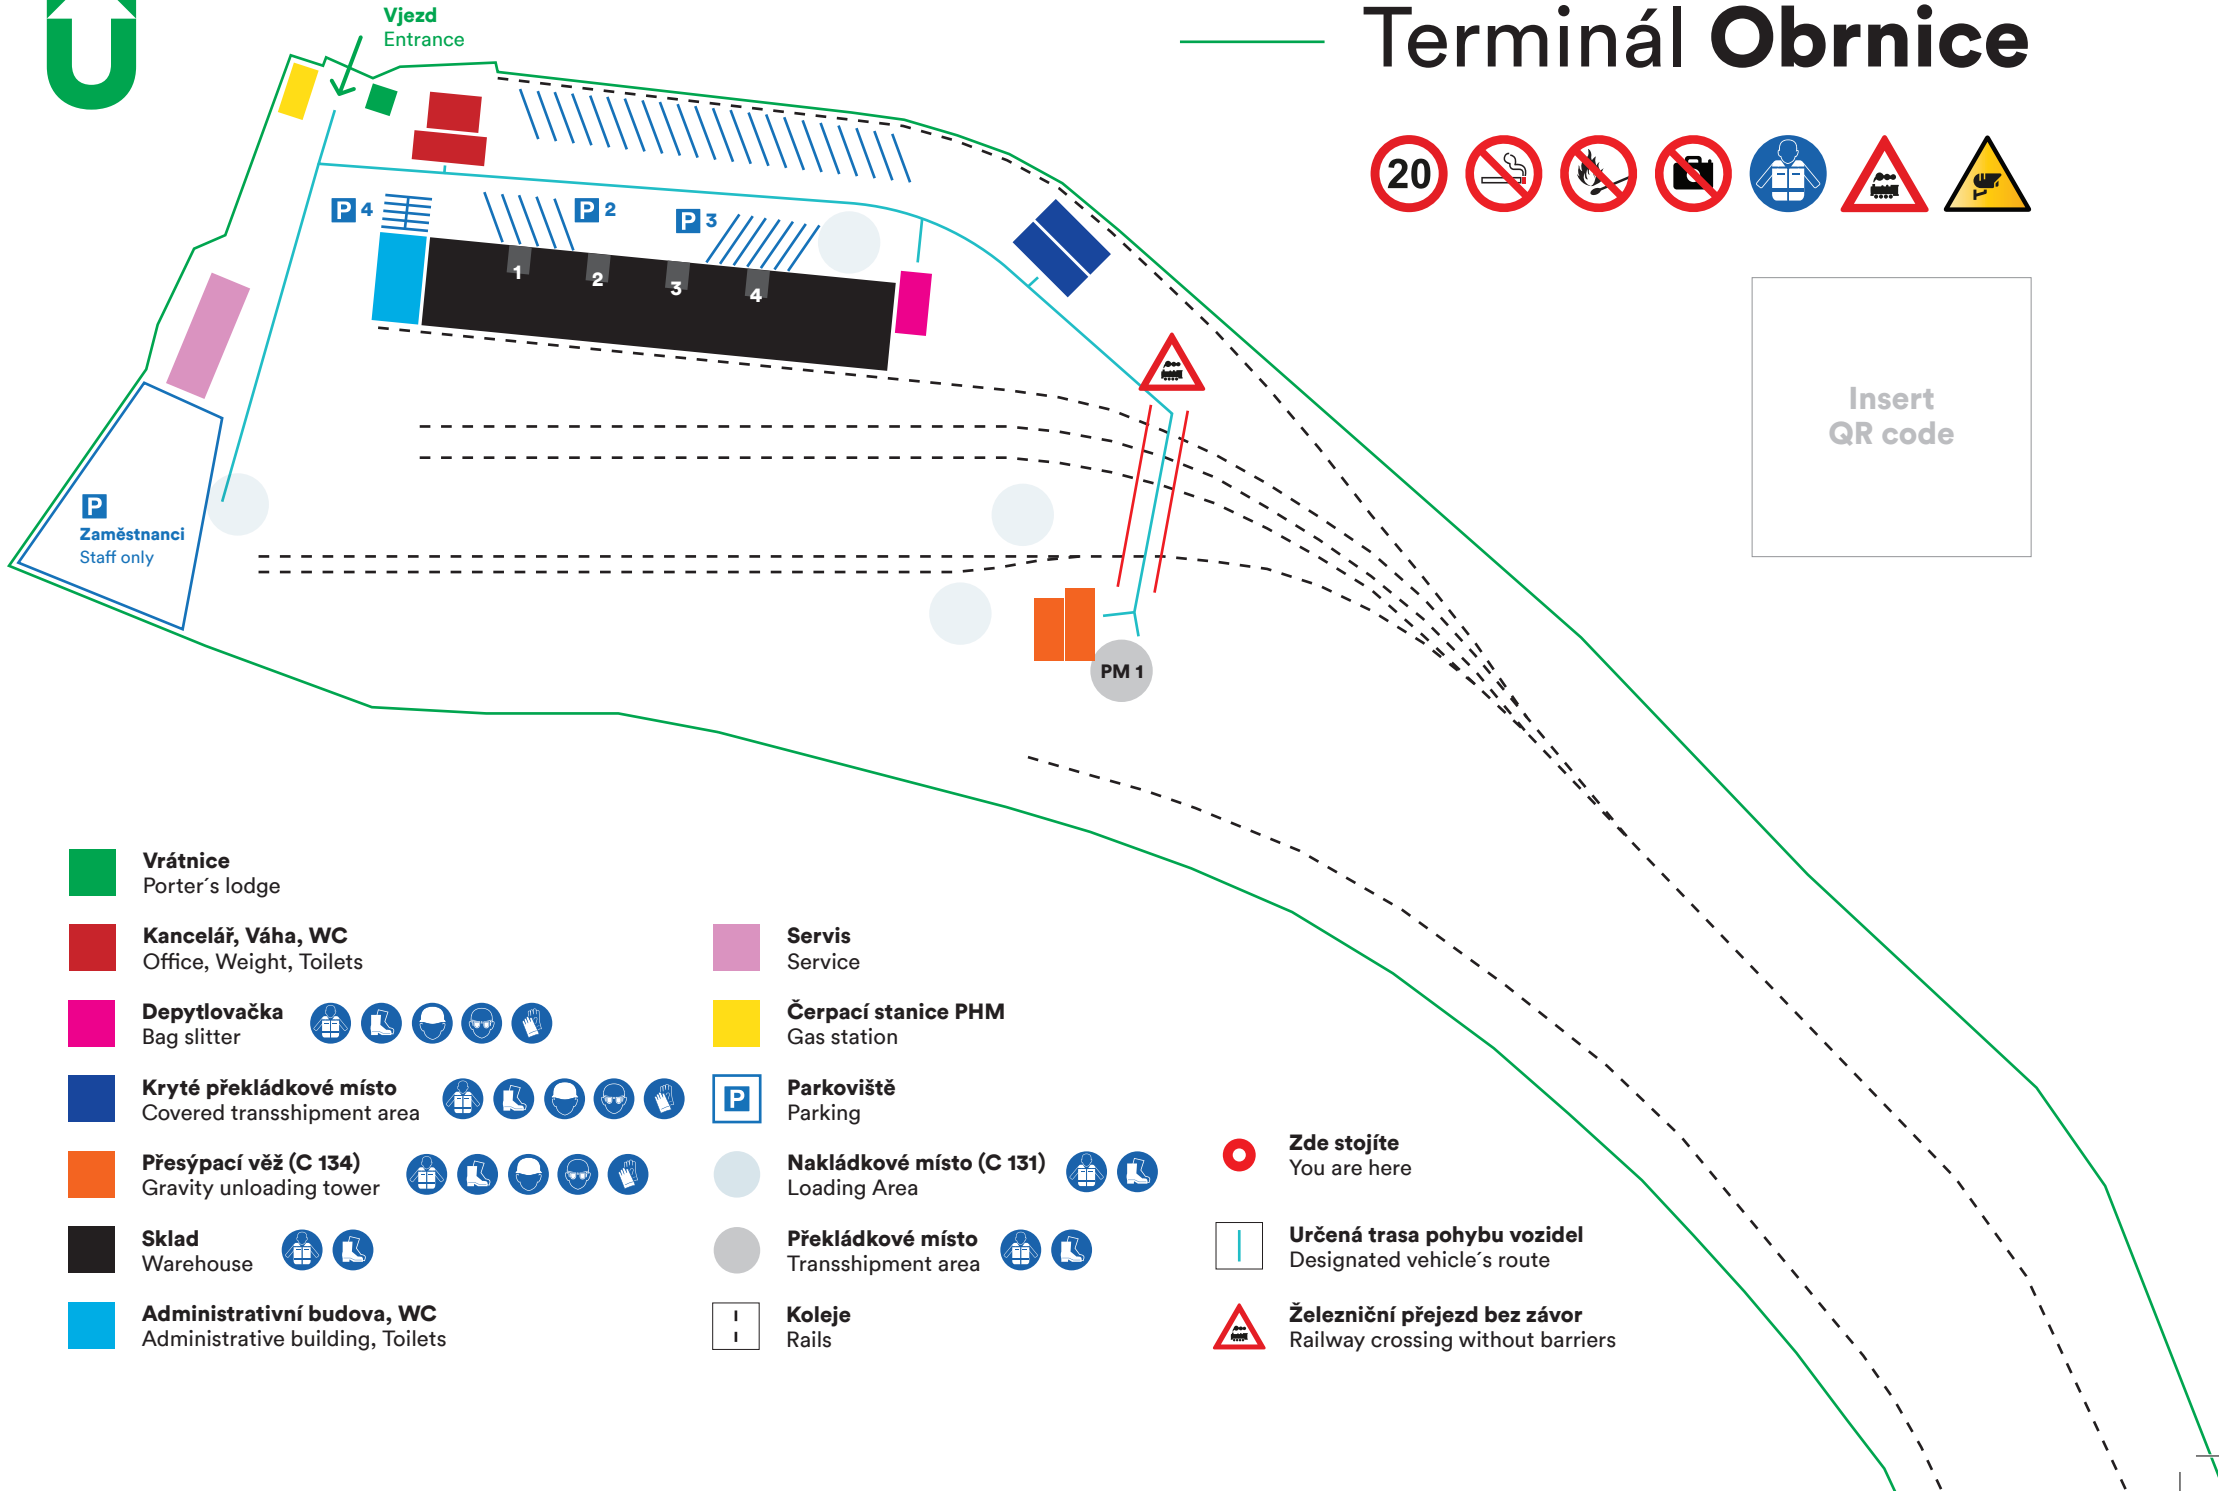 Vjezd
Entrance
Terminál Obrnice
20
P 4
P 2
P 3
1
2
3
4
Insert
QR code
P
Zaměstnanci
Staff only
PM 1
Vrátnice
Porter´s lodge
Kancelář, Váha, WC
Office, Weight, Toilets
Depytlovačka
Bag slitter
Kryté překládkové místo
Covered transshipment area
Přesýpací věž (C 134)
Gravity unloading tower
Sklad
Warehouse
Administrativní budova, WC
Administrative building, Toilets
Servis
Service
Čerpací stanice PHM
Gas station
P
Parkoviště
Parking
Nakládkové místo (C 131)
Loading Area
Překládkové místo
Transshipment area
Koleje
Rails
Zde stojíte
You are here
Určená trasa pohybu vozidel
Designated vehicle´s route
Železniční přejezd bez závor
Railway crossing without barriers